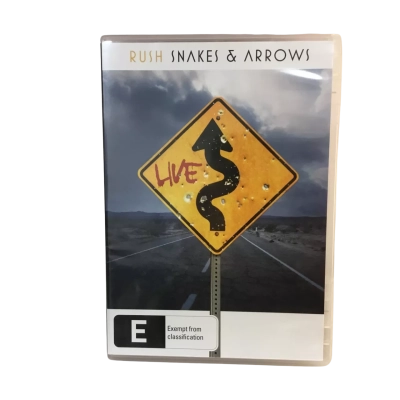 RUSH SNAKES & ARROWS
LIVE
E
Exempt from
classification